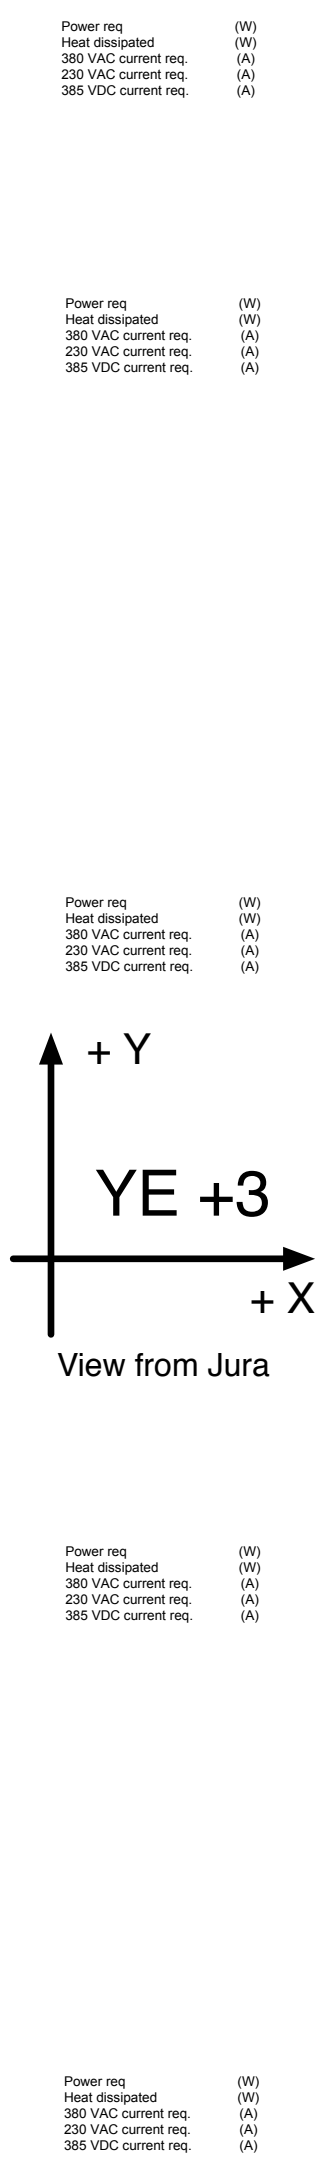 Power req (W)
Heat dissipated (W)
380 VAC current req. (A)
230 VAC current req. (A)
385 VDC current req. (A)
Power req (W)
Heat dissipated (W)
380 VAC current req. (A)
230 VAC current req. (A)
385 VDC current req. (A)
Power req (W)
Heat dissipated (W)
380 VAC current req. (A)
230 VAC current req. (A)
385 VDC current req. (A)
+ Y
YE +3
+ X
View from Jura
Power req (W)
Heat dissipated (W)
380 VAC current req. (A)
230 VAC current req. (A)
385 VDC current req. (A)
Power req (W)
Heat dissipated (W)
380 VAC current req. (A)
230 VAC current req. (A)
385 VDC current req. (A)